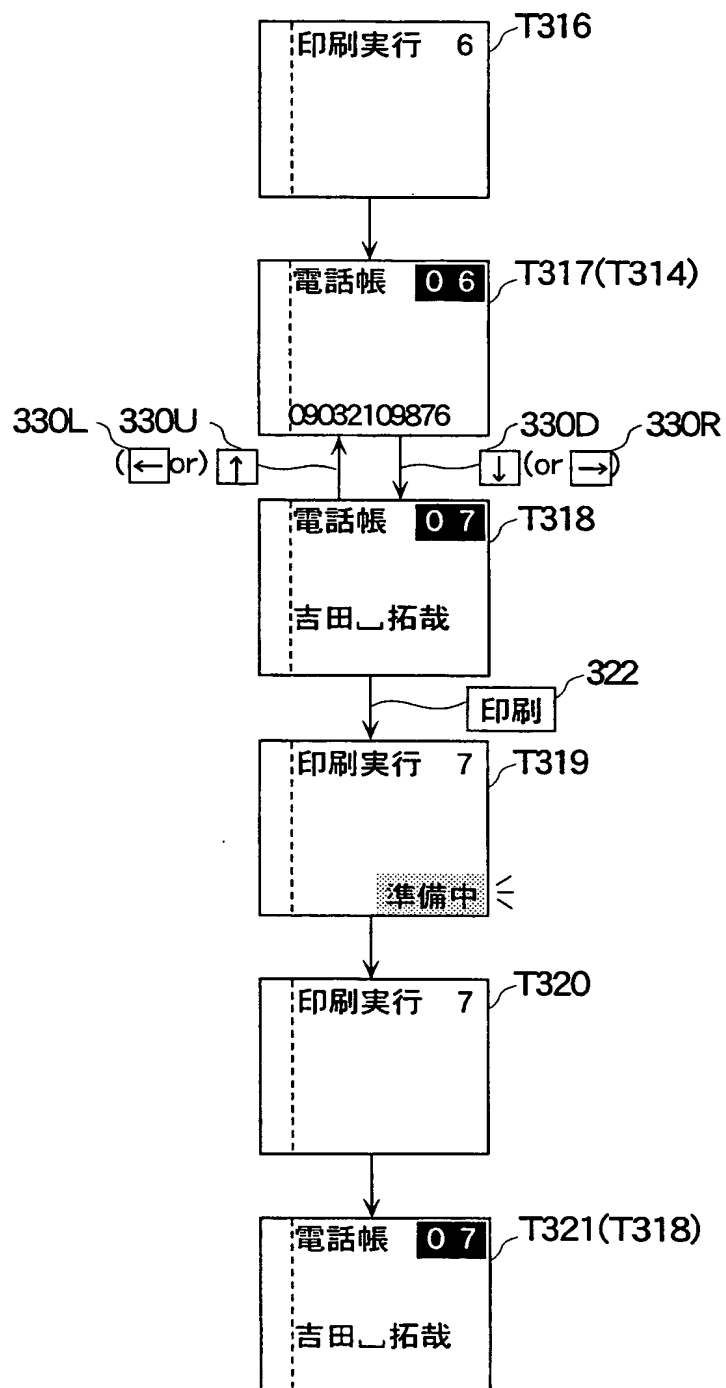 印刷実行 6
T316
電話帳 06
T317(T314)
09032109876
330L 330U 330D 330R
(←or) ↑ ↓ (or →)
電話帳 07
T318
吉田␣拓哉
322
印刷
印刷実行 7
T319
準備中
印刷実行 7
T320
電話帳 07
T321(T318)
吉田␣拓哉